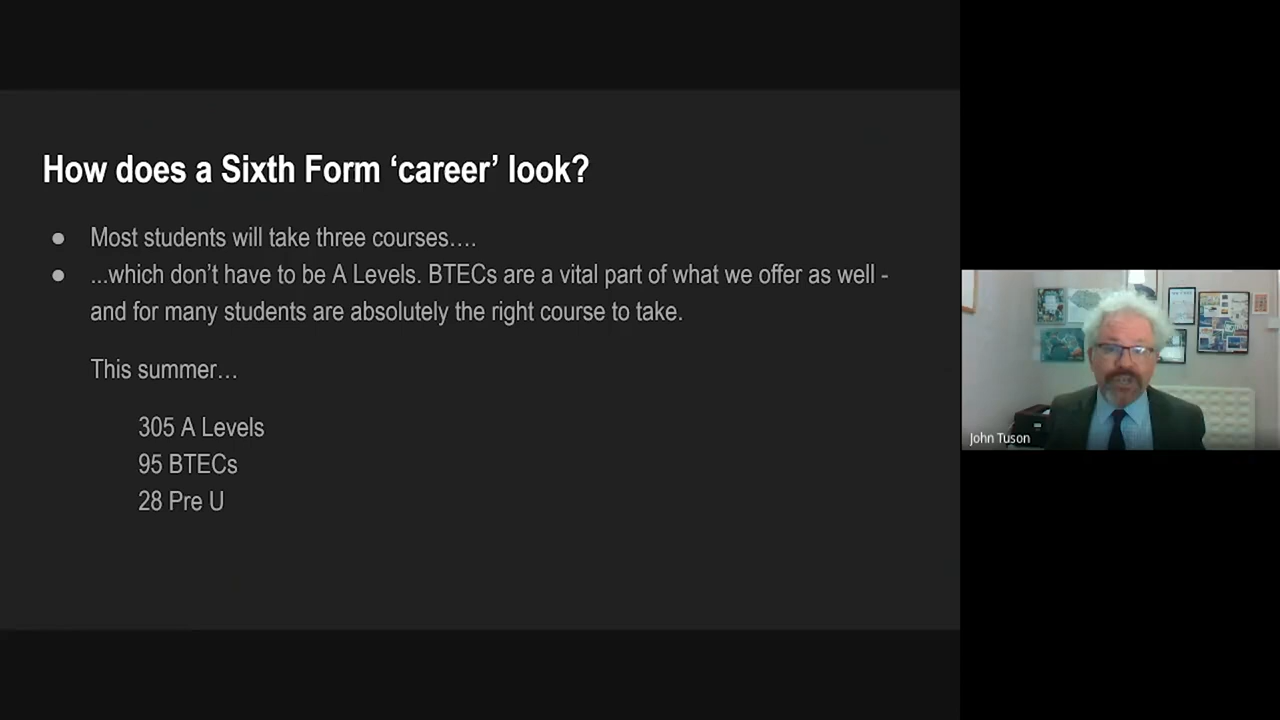 How does a Sixth Form ‘career’ look?
● Most students will take three courses….
● ...which don’t have to be A Levels. BTECs are a vital part of what we offer as well -
and for many students are absolutely the right course to take.
This summer…
305 A Levels
95 BTECs
28 Pre U
John Tuson